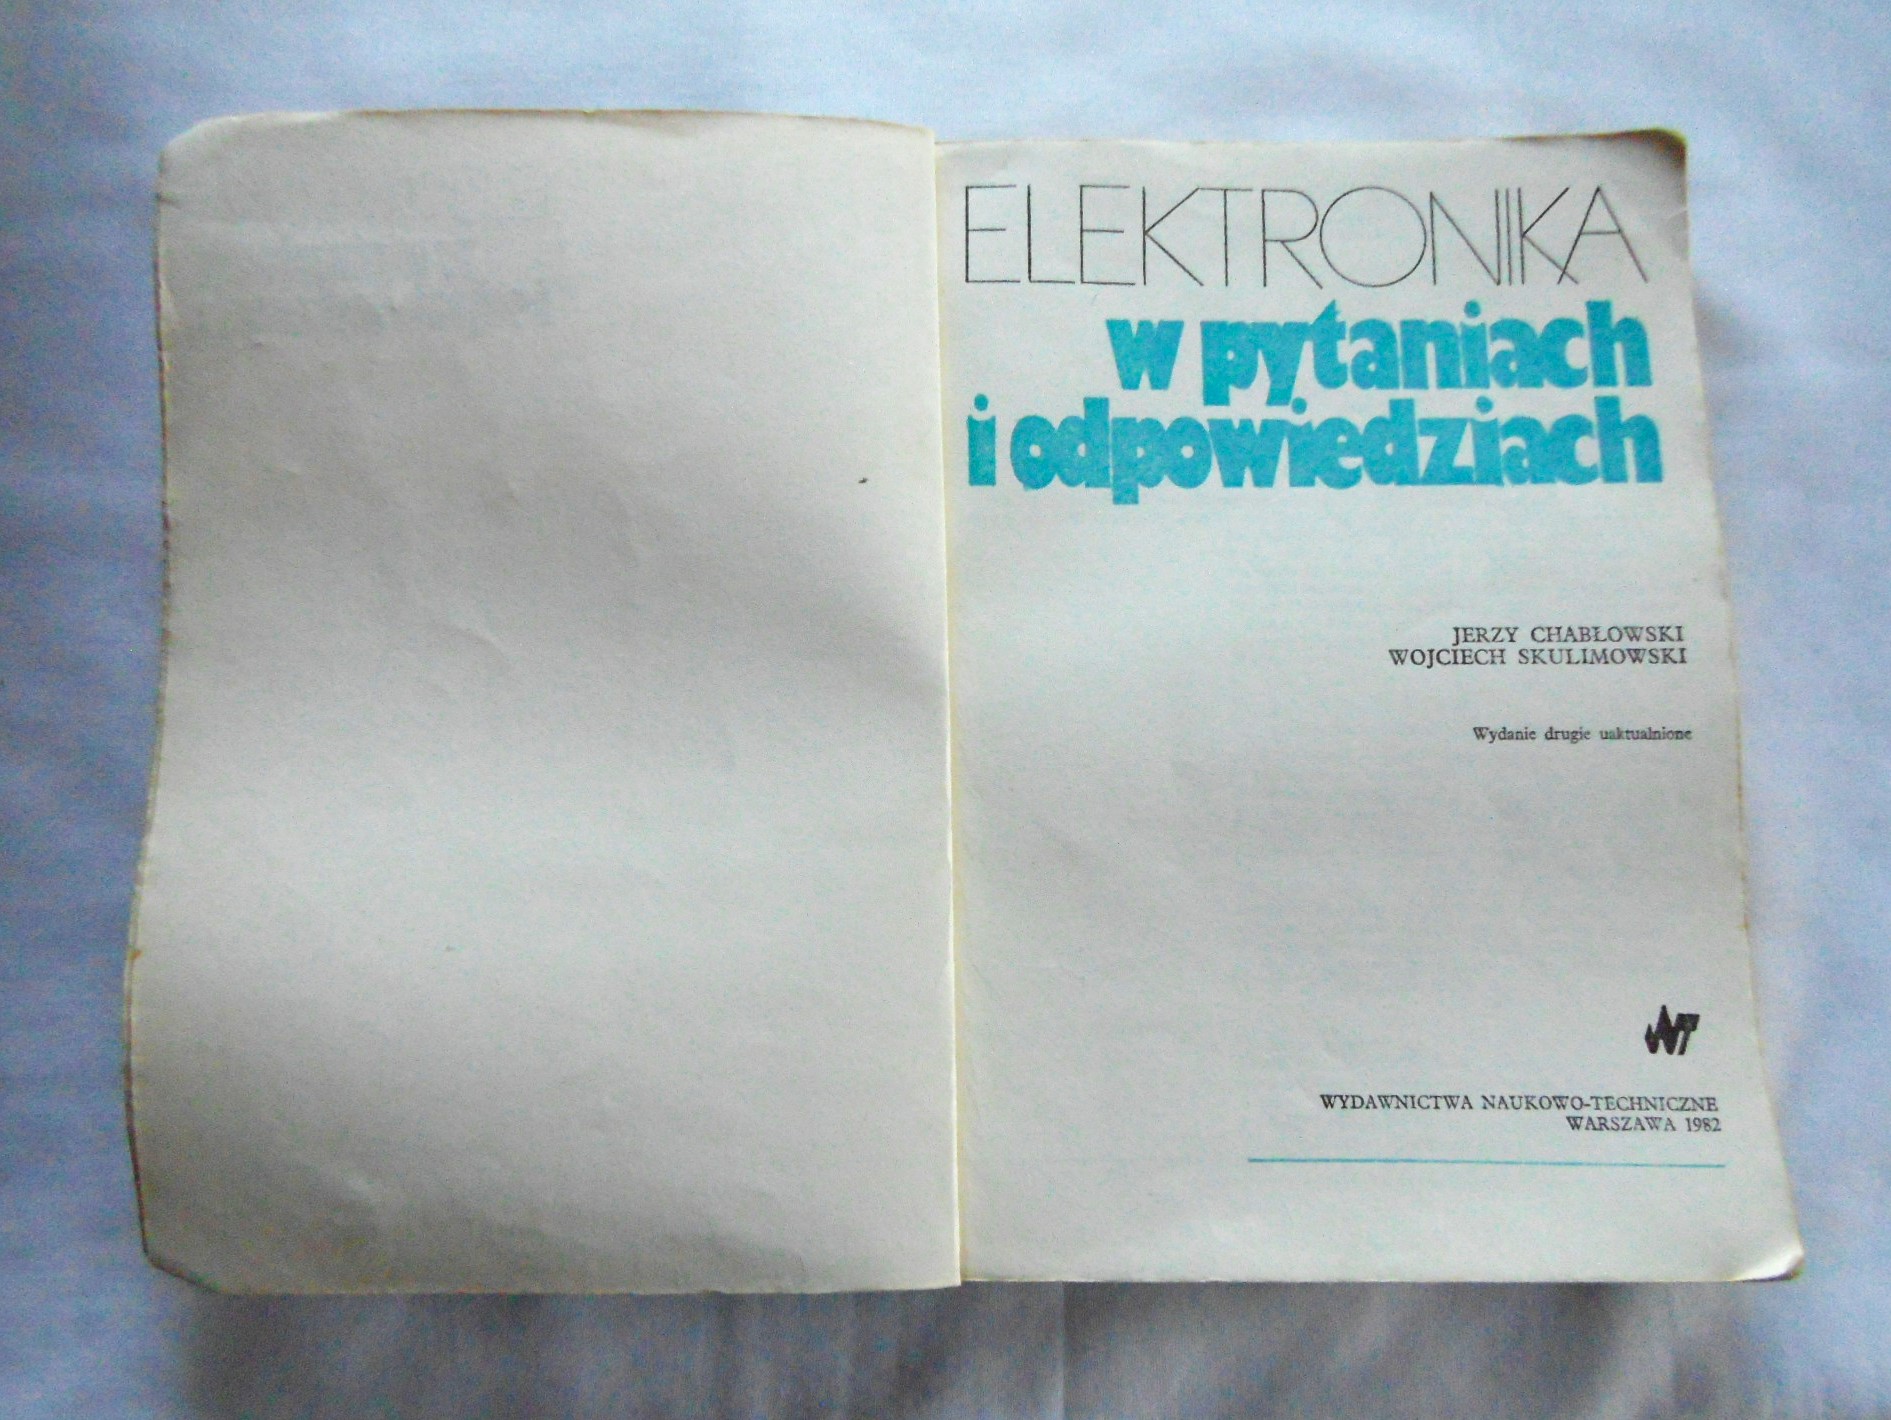 ELEKTRONIKA
w pytaniach
i odpowiedziach
JERZY CHABŁOWSKI
WOJCIECH SKULIMOWSKI
Wydanie drugie uaktualnione
WNT
WYDAWNICTWA NAUKOWO-TECHNICZNE
WARSZAWA 1982